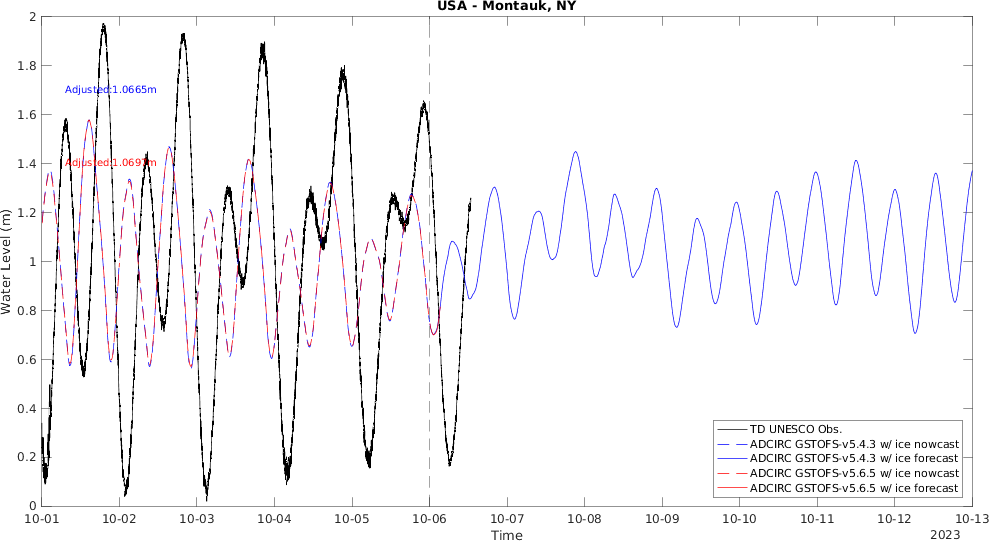 USA - Montauk, NY
Water Level (m)
2
1.8
1.6
1.4
1.2
1
0.8
0.6
0.4
0.2
0
Adjusted:1.0665m
Adjusted:1.0697m
TD UNESCO Obs.
ADCIRC GSTOFS-v5.4.3 w/ ice nowcast
ADCIRC GSTOFS-v5.4.3 w/ ice forecast
ADCIRC GSTOFS-v5.6.5 w/ ice nowcast
ADCIRC GSTOFS-v5.6.5 w/ ice forecast
10-01 10-02 10-03 10-04 10-05 10-06 10-07 10-08 10-09 10-10 10-11 10-12 10-13
Time
2023